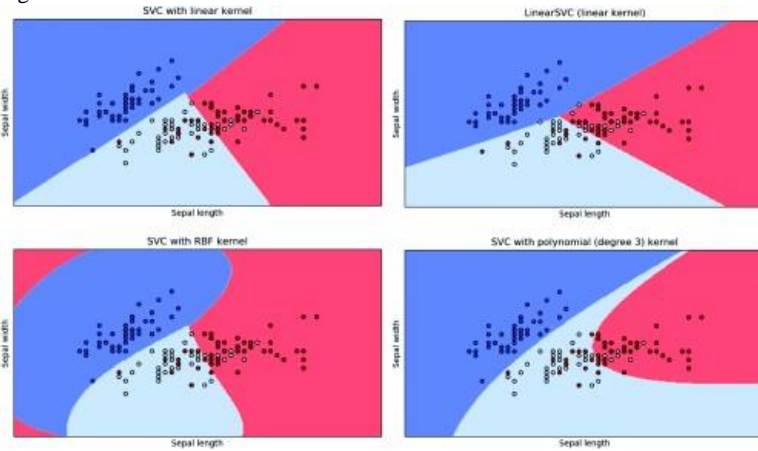 SVC with linear kernel
LinearSVC (linear kernel)
Sepal width
Sepal width
Sepal length
Sepal length
SVC with RBF kernel
SVC with polynomial (degree 3) kernel
Sepal width
Sepal width
Sepal length
Sepal length